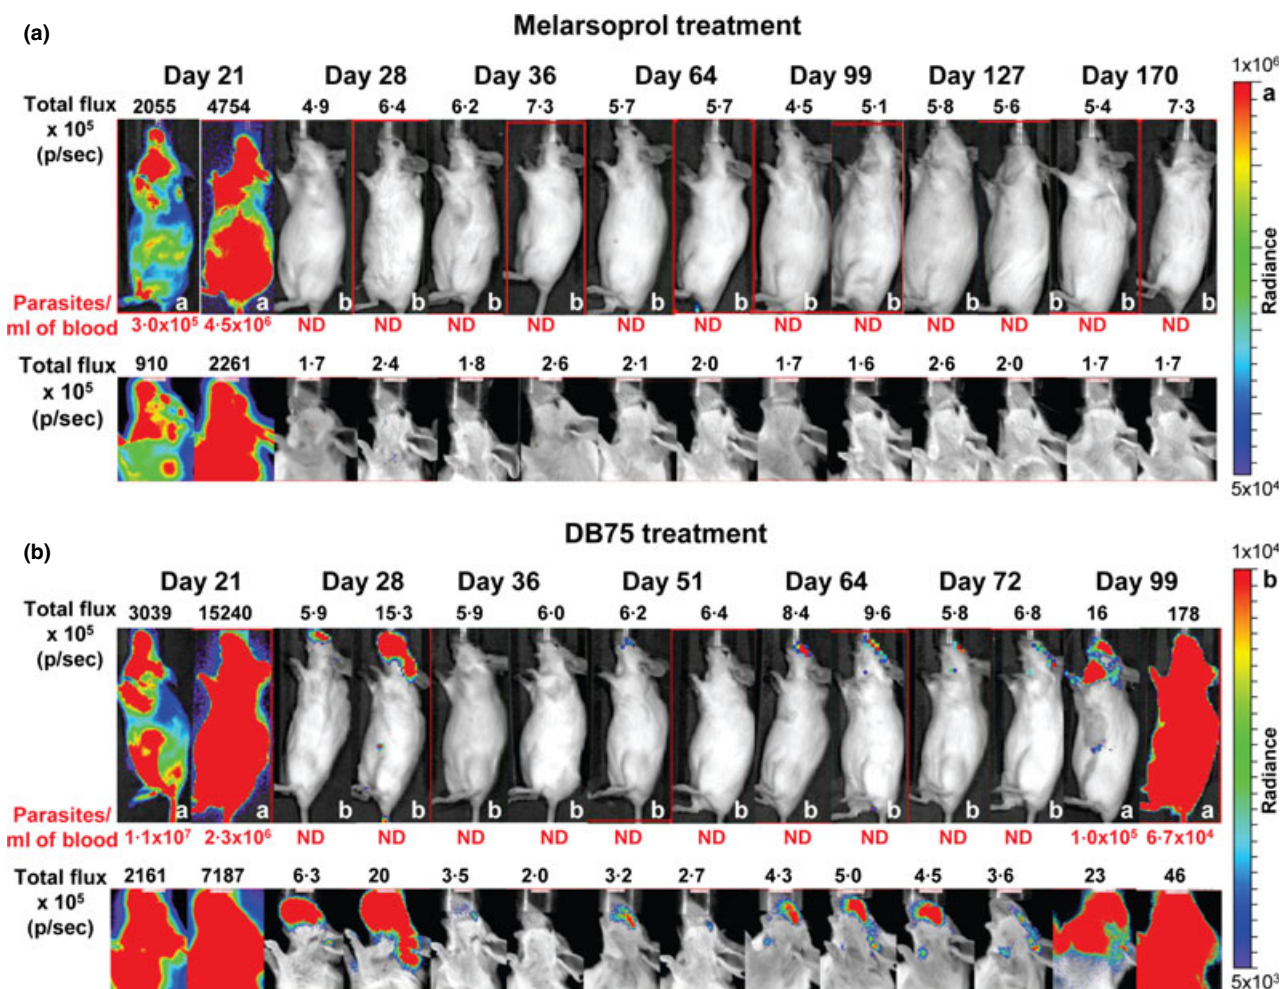 (a)
Melarsoprol treatment
Day 21 Day 28 Day 36 Day 64 Day 99 Day 127 Day 170
Total flux 2055 4754 4·9 6·4 6·2 7·3 5·7 5·7 4·5 5·1 5·8 5·6 5·4 7·3
x 10⁵
(p/sec)
a a b b b b b b b b b b b b
Parasites/
ml of blood 3·0x10⁵ 4·5x10⁶ ND ND ND ND ND ND ND ND ND ND ND ND
Total flux 910 2261 1·7 2·4 1·8 2·6 2·1 2·0 1·7 1·6 2·6 2·0 1·7 1·7
x 10⁵
(p/sec)
1x10⁶
a
Radiance
5x10⁴
(b)
DB75 treatment
Day 21 Day 28 Day 36 Day 51 Day 64 Day 72 Day 99
Total flux 3039 15240 5·9 15·3 5·9 6·0 6·2 6·4 8·4 9·6 5·8 6·8 16 178
x 10⁵
(p/sec)
a a b b b b b b b b b b a a
Parasites/
ml of blood 1·1x10⁷ 2·3x10⁶ ND ND ND ND ND ND ND ND ND ND 1·0x10⁵ 6·7x10⁴
Total flux 2161 7187 6·3 20 3·5 2·0 3·2 2·7 4·3 5·0 4·5 3·6 23 46
x 10⁵
(p/sec)
1x10⁴
b
Radiance
5x10³